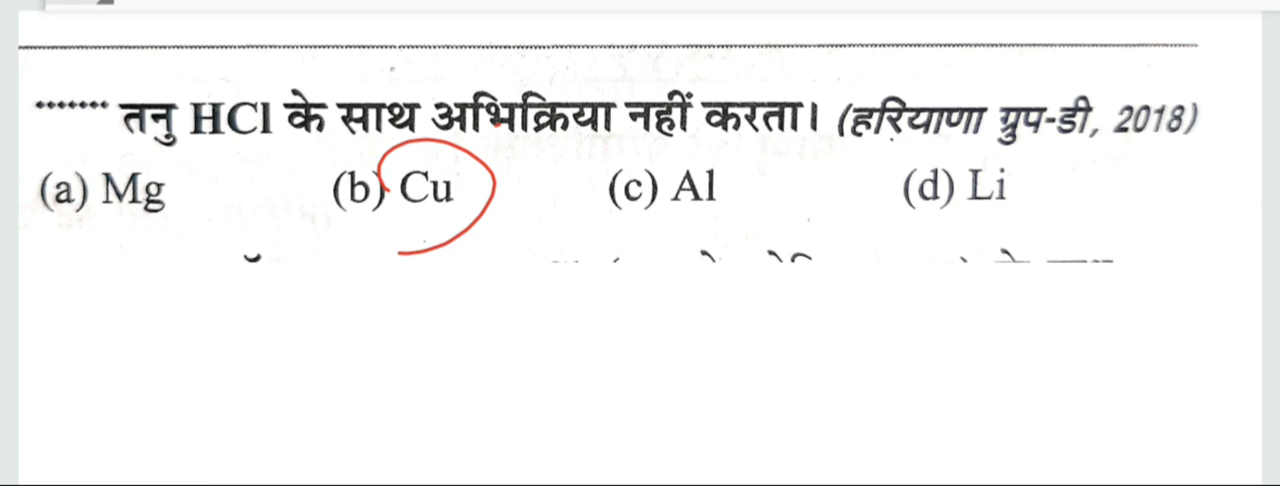 ........ तनु HCl के साथ अभिक्रिया नहीं करता। (हरियाणा ग्रुप-डी, 2018)
(a) Mg (b) Cu (c) Al (d) Li